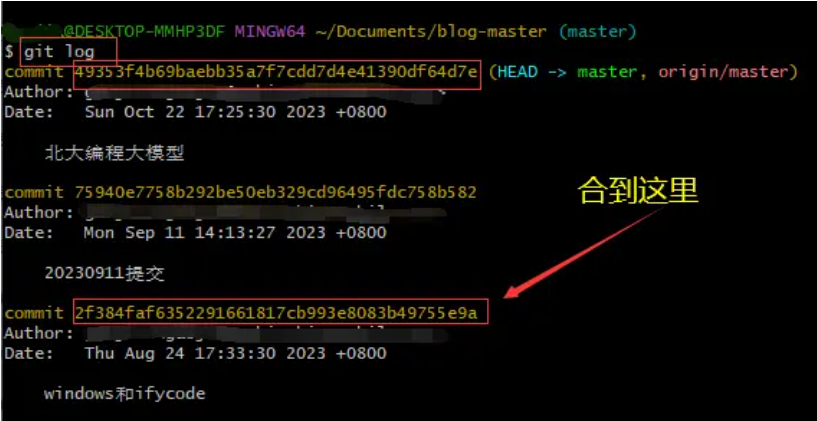 @DESKTOP-MMHP3DF MINGW64 ~/Documents/blog-master (master)
$ git log
commit 49353f4b69baebb35a7f7cdd7d4e41390df64d7e (HEAD -> master, origin/master)
Author:
Date:   Sun Oct 22 17:25:30 2023 +0800
北大编程大模型
commit 75940e7758b292be50eb329cd96495fdc758b582
Author:
Date:   Mon Sep 11 14:13:27 2023 +0800
合到这里
20230911提交
commit 2f384faf6352291661817cb993e8083b49755e9a
Author:
Date:   Thu Aug 24 17:33:30 2023 +0800
windows和ifycode